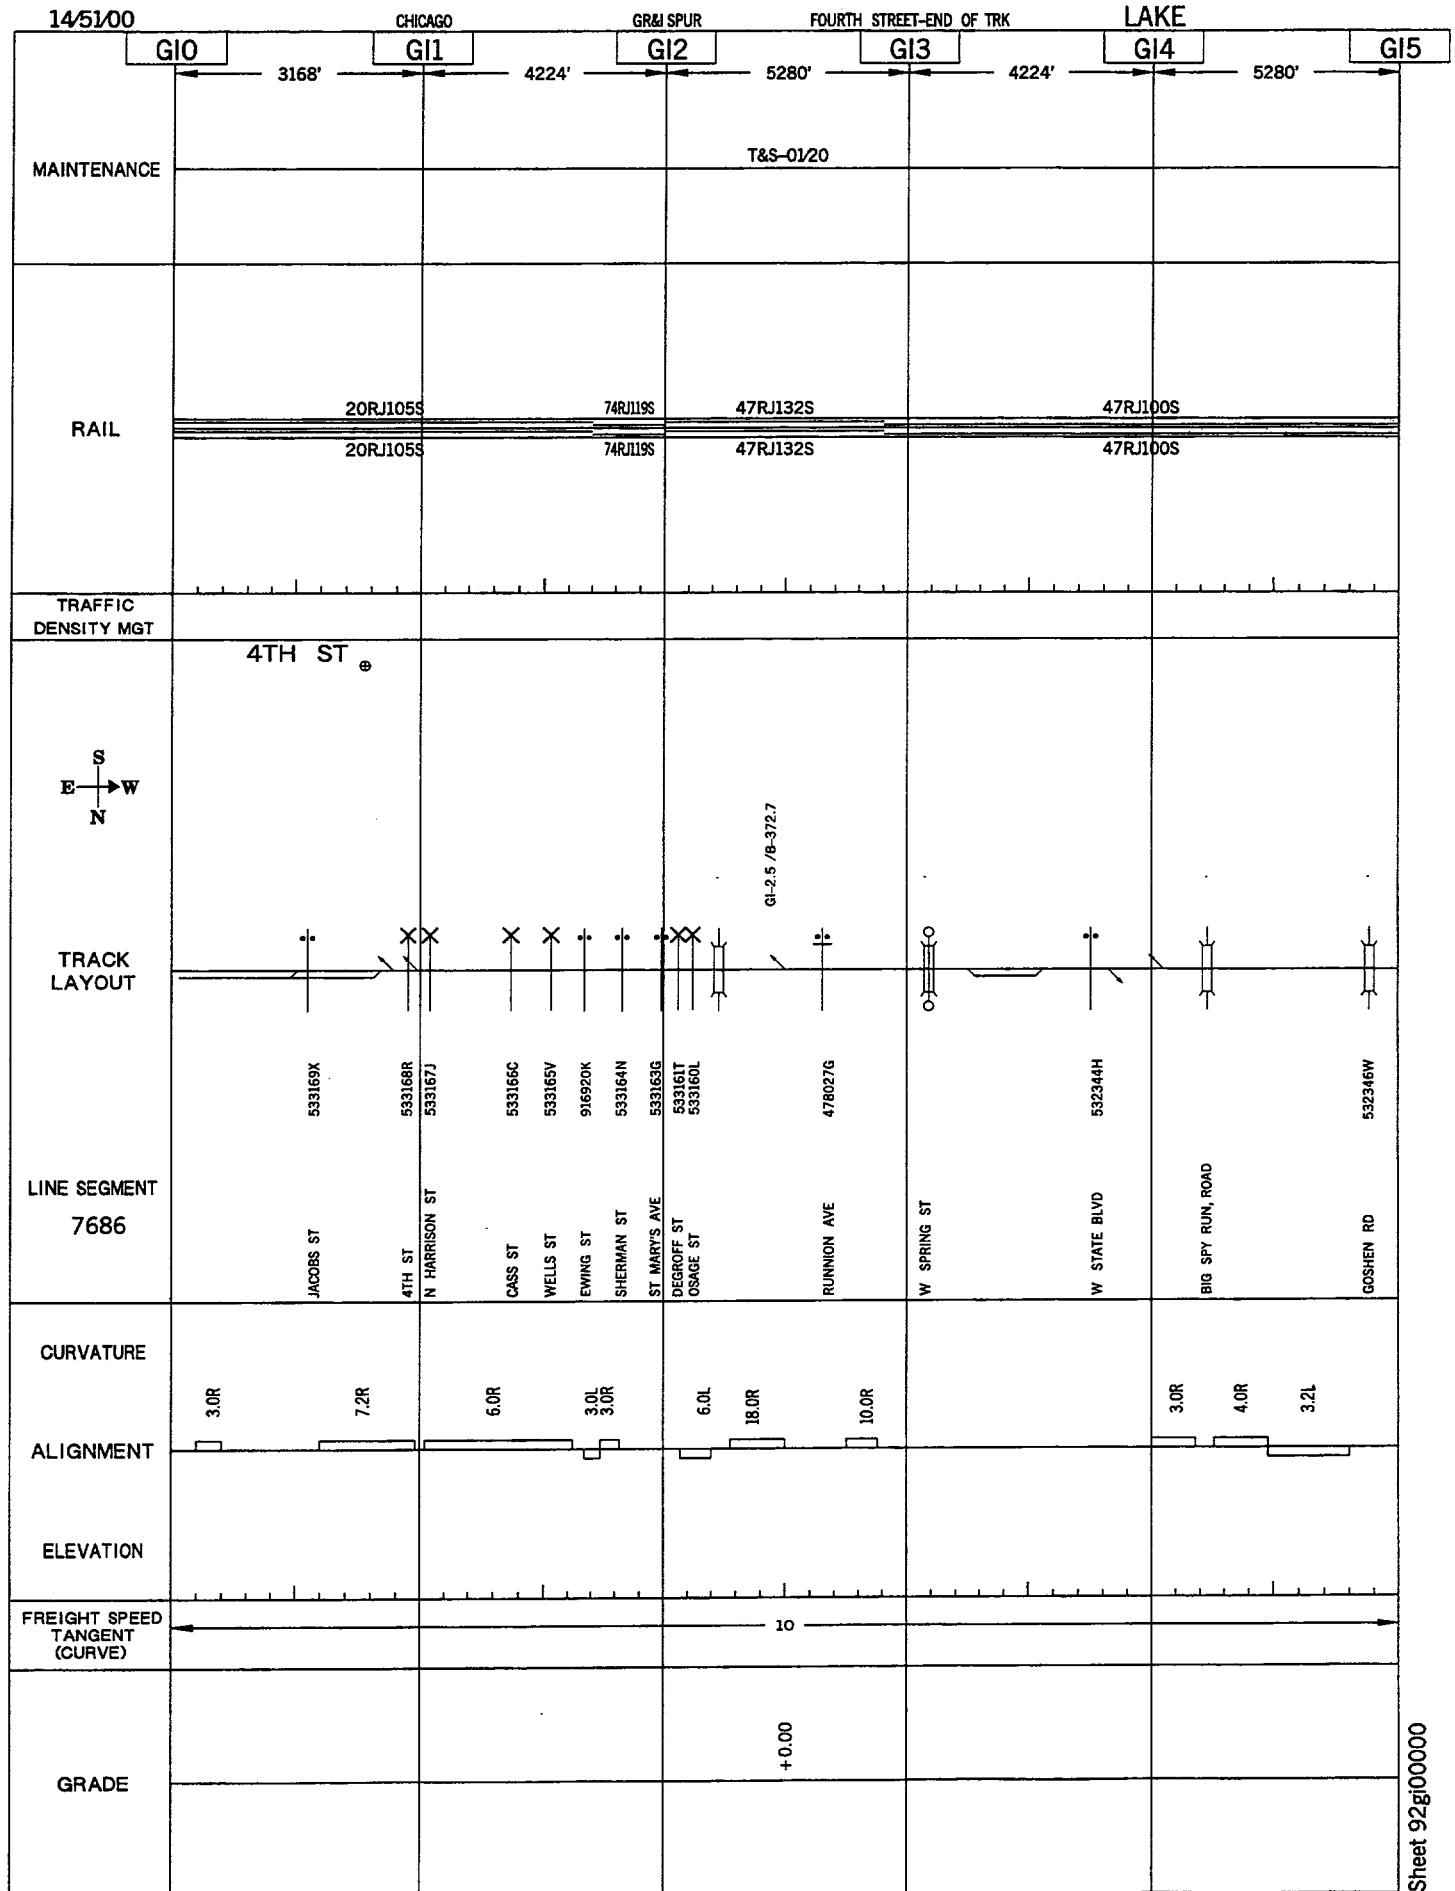 14/51/00 CHICAGO GR&I SPUR FOURTH STREET-END OF TRK LAKE
GI0 GI1 GI2 GI3 GI4 GI5
3168' 4224' 5280' 4224' 5280'
MAINTENANCE T&S-01/20
20RJ105S 74RJ119S 47RJ132S 47RJ100S
RAIL
20RJ105S 74RJ119S 47RJ132S 47RJ100S
TRAFFIC
DENSITY MGT
4TH ST
S
E W
N
GI-2.5 /B-372.7
TRACK
LAYOUT
533169X 533168R 533167J 533166C 533165V 916920K 533164N 533163G 533161T 533160L 478027G 532344H 532346W
LINE SEGMENT
7686
JACOBS ST
4TH ST
N HARRISON ST
CASS ST
WELLS ST
EWING ST
SHERMAN ST
ST MARY'S AVE
DEGROFF ST
OSAGE ST
RUNNION AVE
W SPRING ST
W STATE BLVD
BIG SPY RUN, ROAD
GOSHEN RD
CURVATURE
3.0R 7.2R 6.0R 3.0L 3.0R 6.0L 18.0R 10.0R 3.0R 4.0R 3.2L
ALIGNMENT
ELEVATION
FREIGHT SPEED
TANGENT
(CURVE)
10
+0.00
GRADE
Sheet 92gi00000